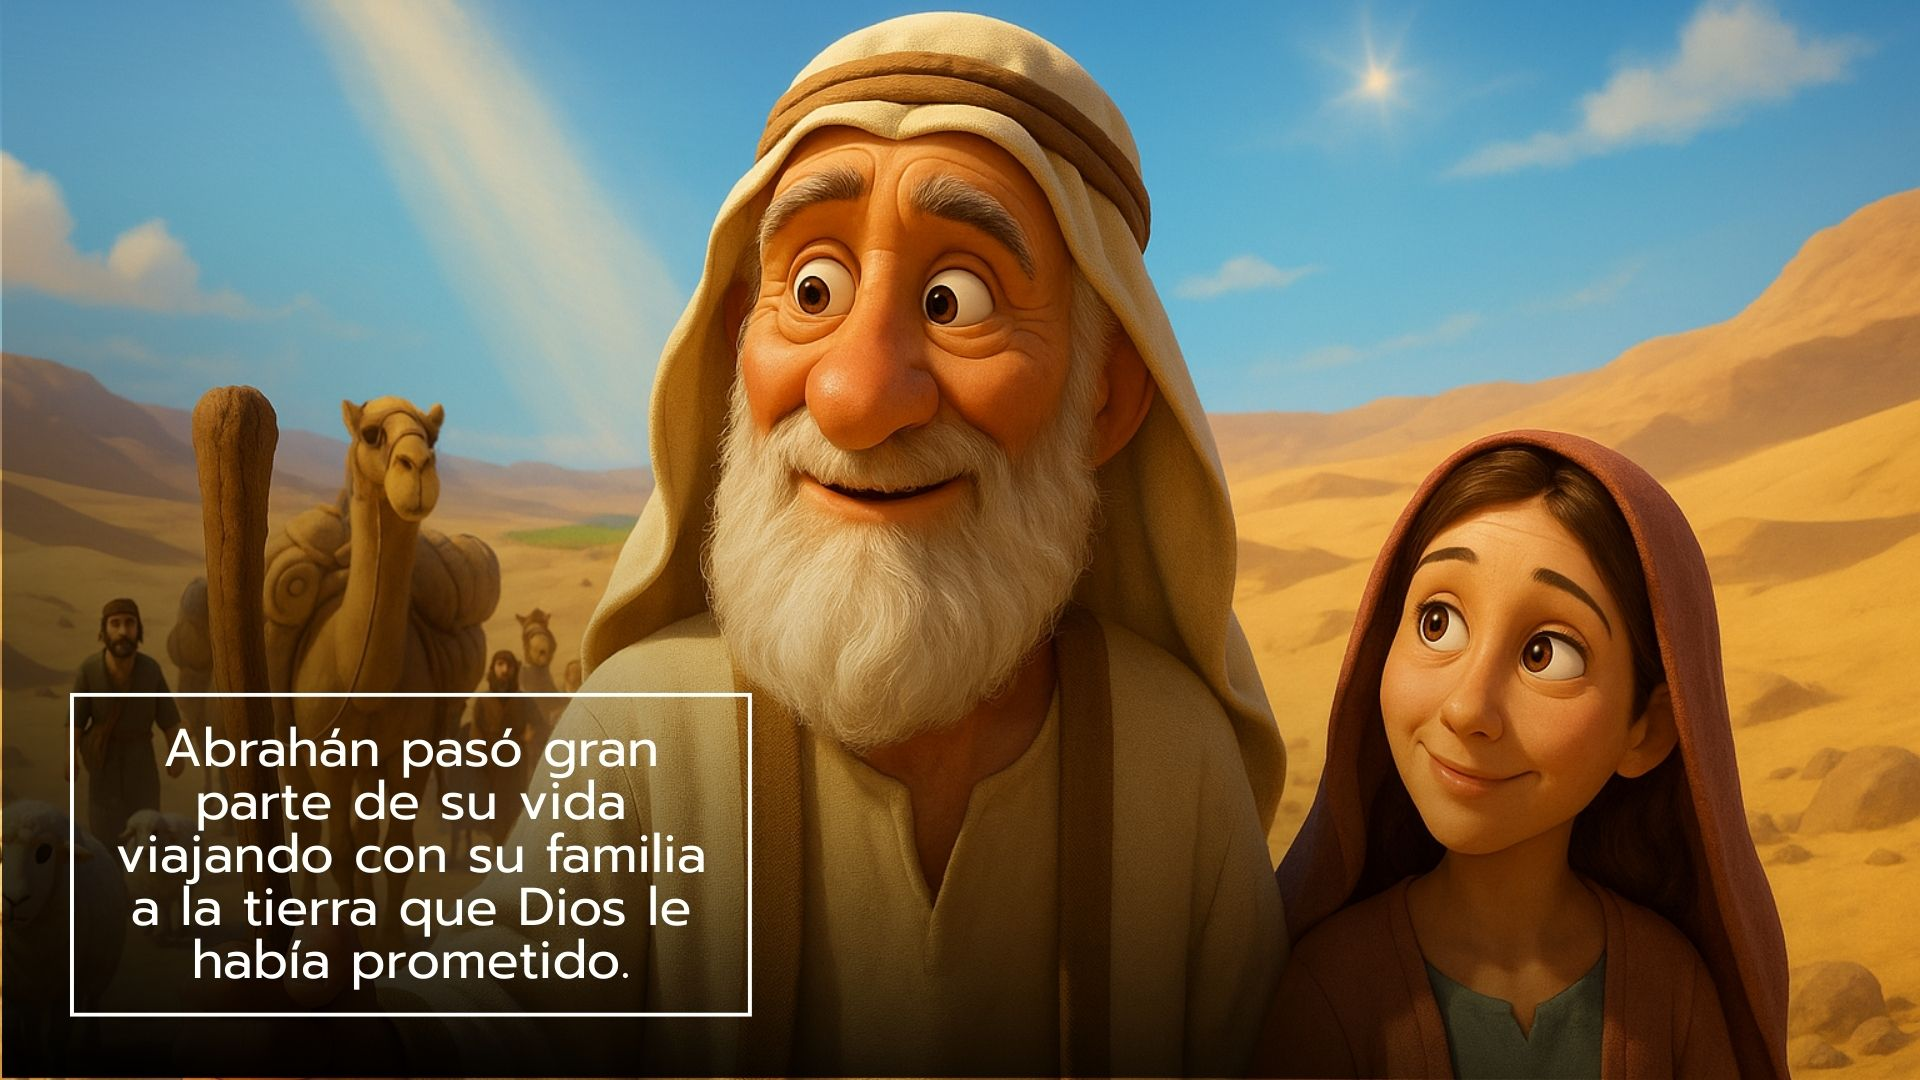 Abrahán pasó gran
parte de su vida
viajando con su familia
a la tierra que Dios le
había prometido.